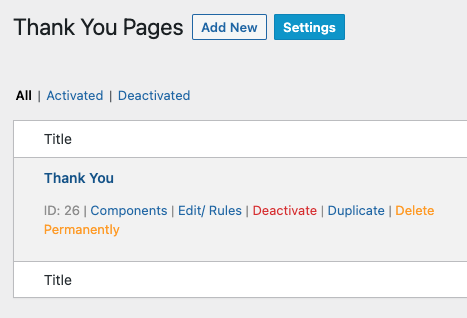 Thank You Pages Add New Settings
All | Activated | Deactivated
Title
Thank You
ID: 26 | Components | Edit/ Rules | Deactivate | Duplicate | Delete
Permanently
Title